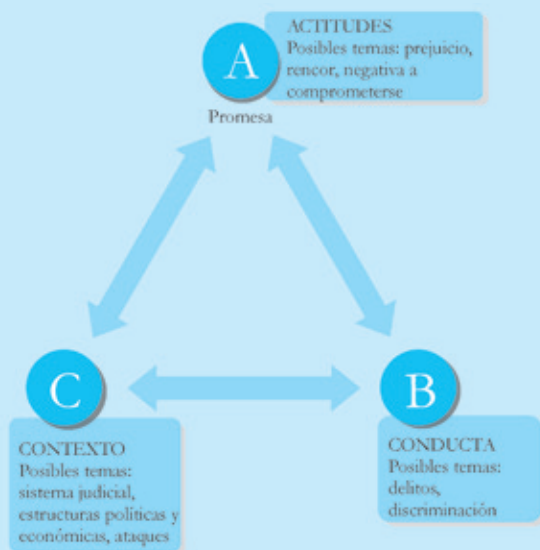 A
ACTITUDES
Posibles temas: prejuicio,
rencor, negativa a
comprometerse
Promesa
C
CONTEXTO
Posibles temas:
sistema judicial,
estructuras políticas y
económicas, ataques
B
CONDUCTA
Posibles temas:
delitos,
discriminación